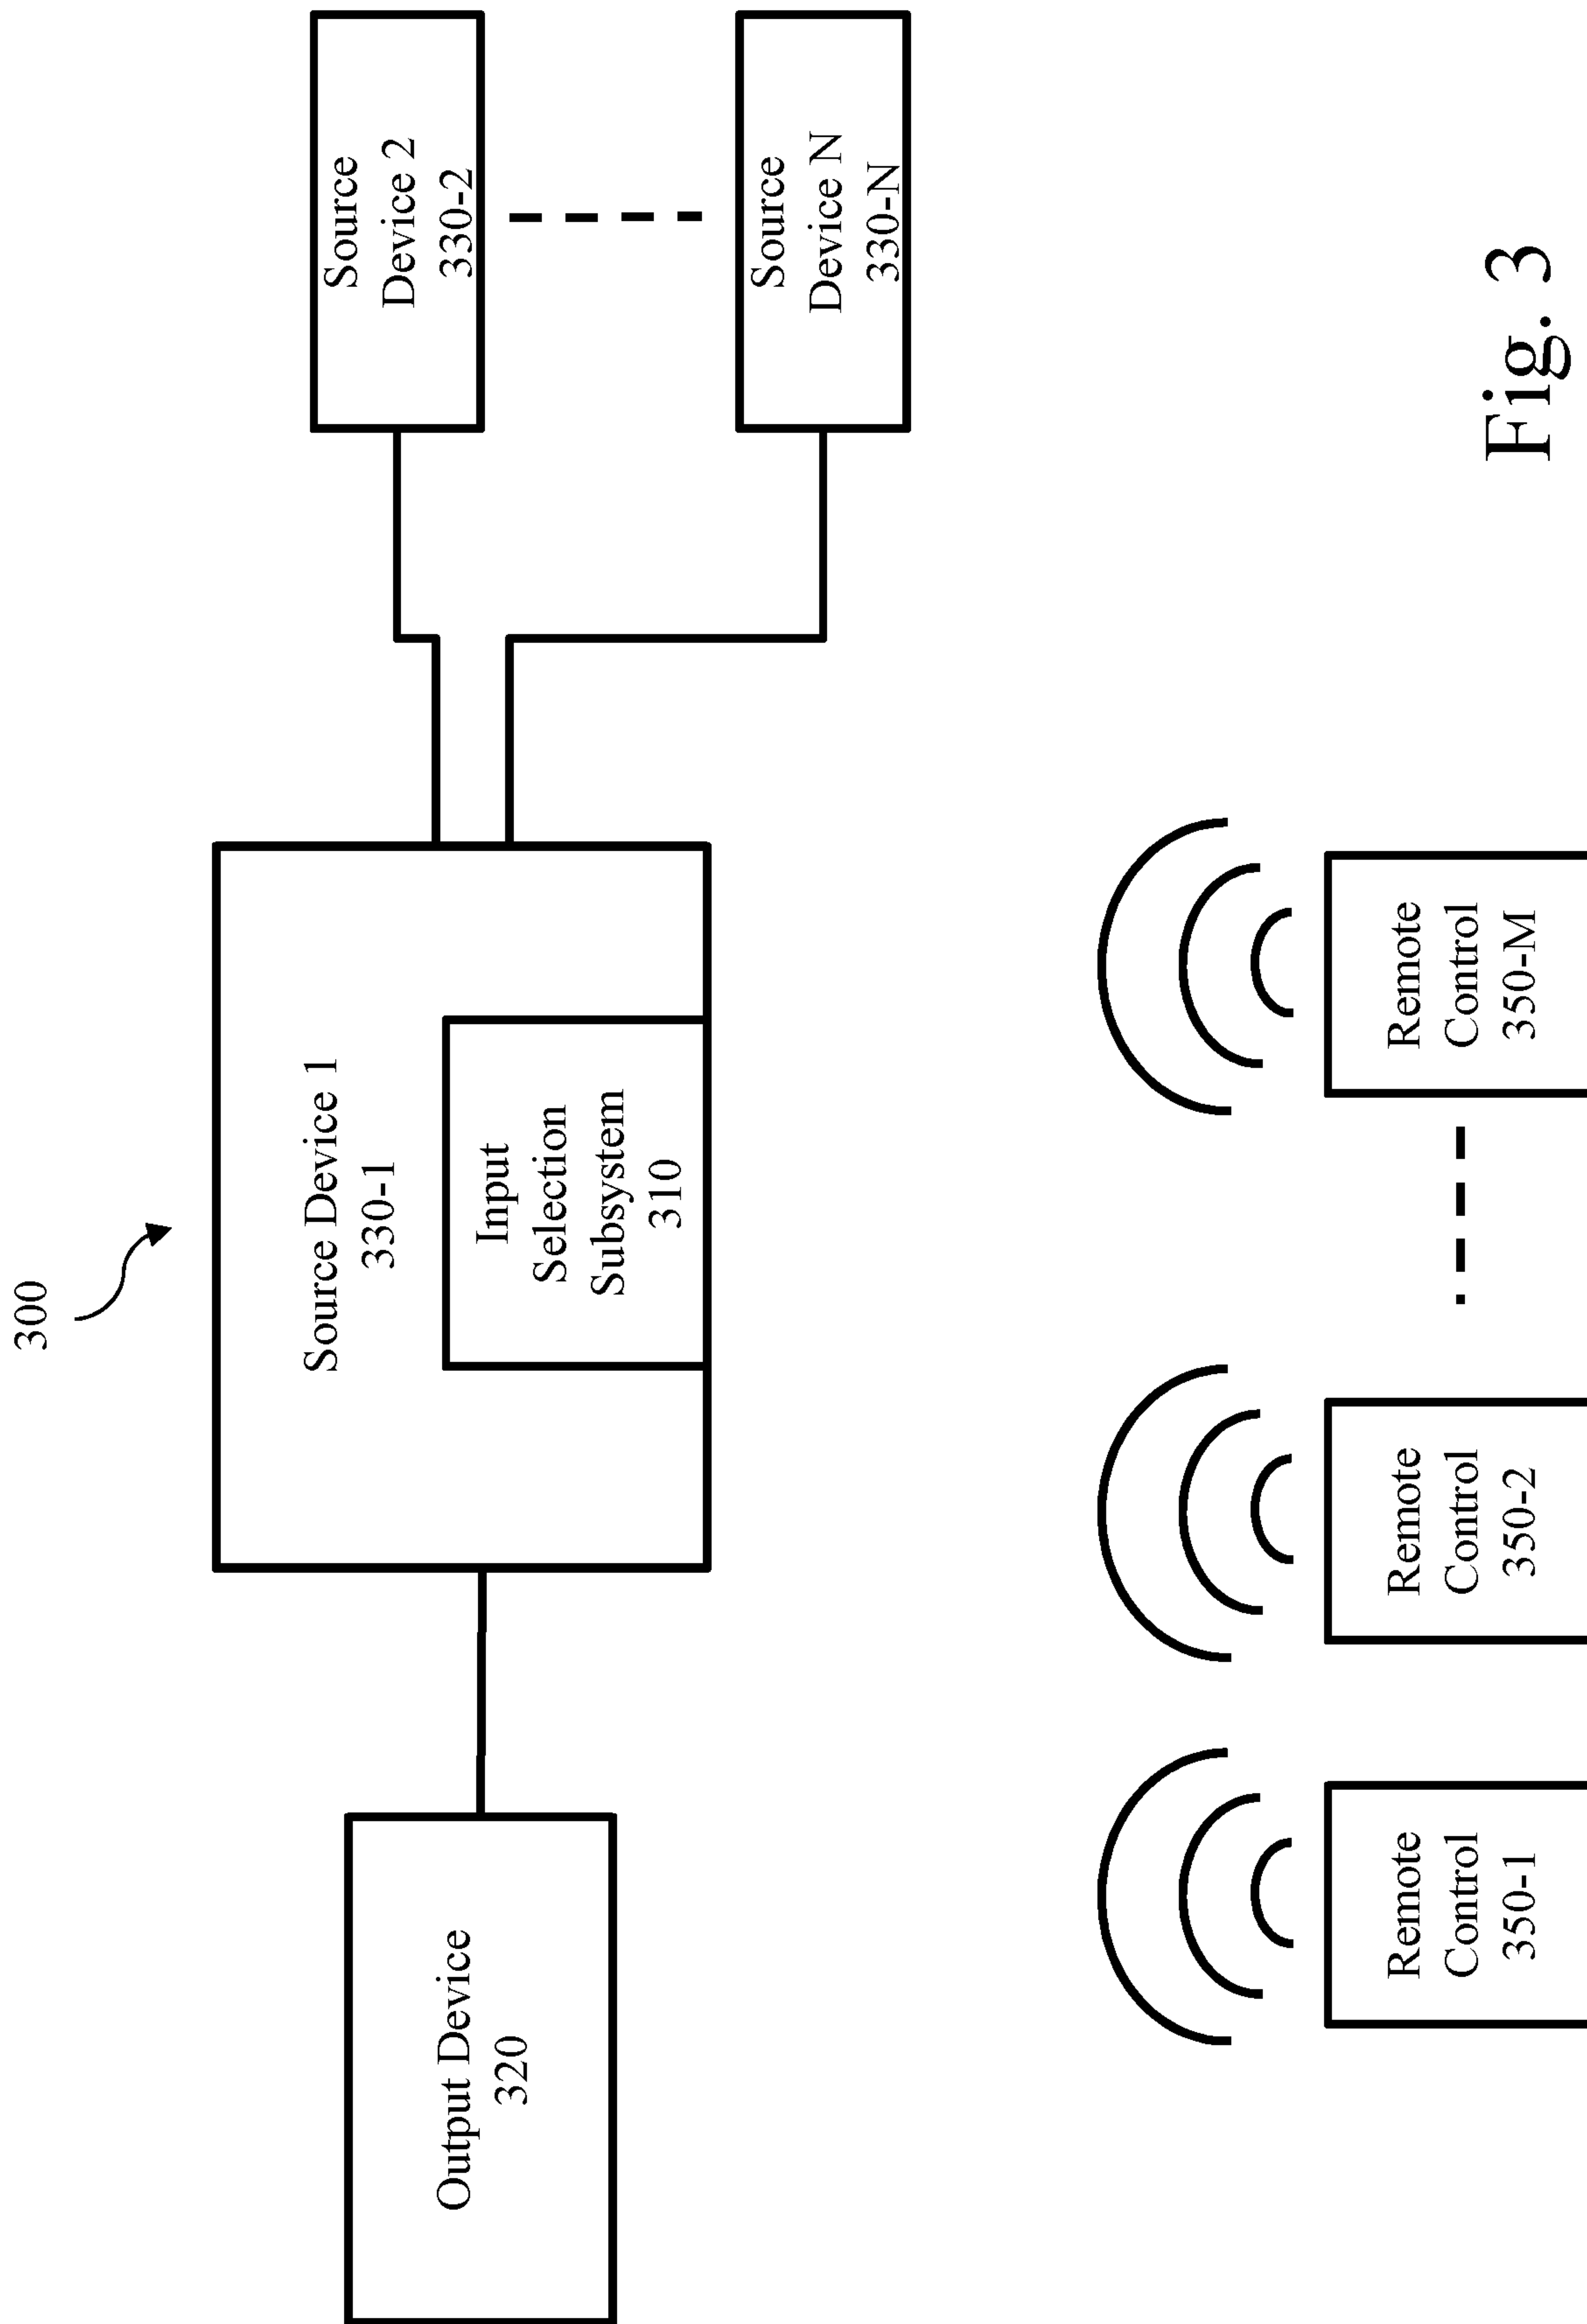 300
Output Device
320
Source Device 1
330-1
Input
Selection
Subsystem
310
Source
Device 2
330-2
Source
Device N
330-N
Remote
Control
350-1
Remote
Control
350-2
Remote
Control
350-M
Fig. 3